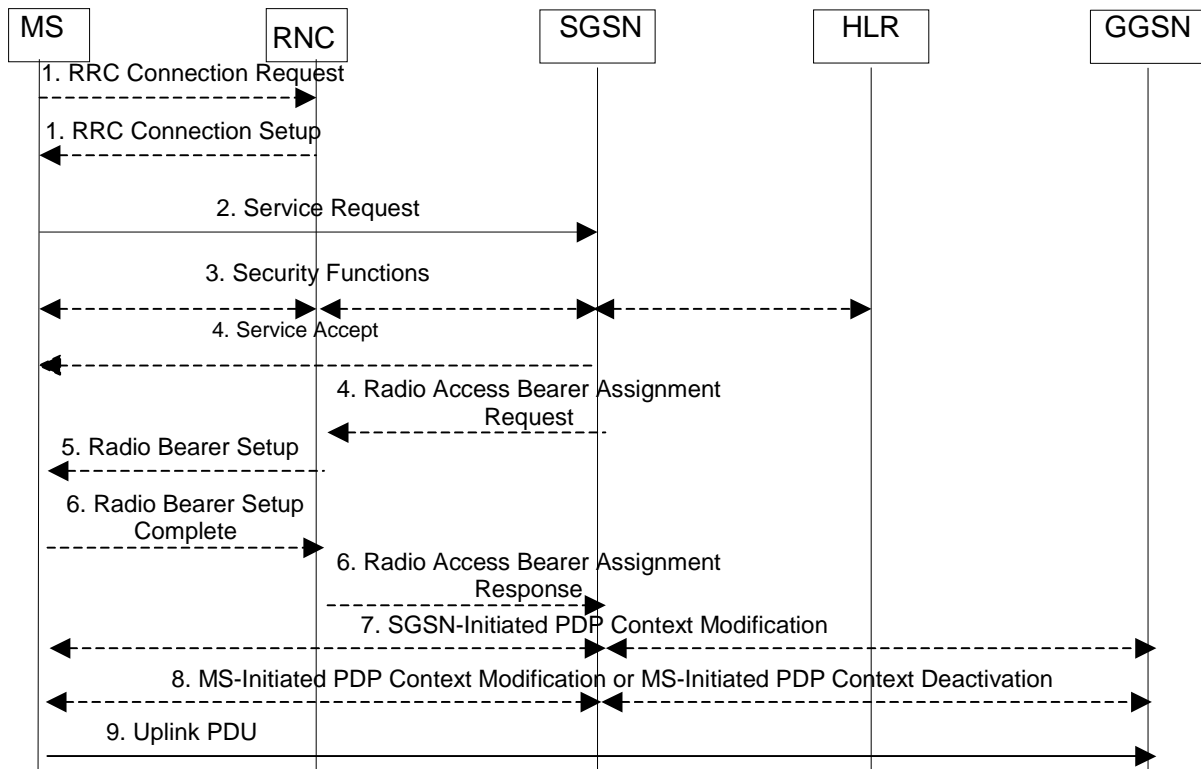 MS
RNC
SGSN
HLR
GGSN
1. RRC Connection Request
1. RRC Connection Setup
2. Service Request
3. Security Functions
4. Service Accept
4. Radio Access Bearer Assignment
Request
5. Radio Bearer Setup
6. Radio Bearer Setup
Complete
6. Radio Access Bearer Assignment
Response
7. SGSN-Initiated PDP Context Modification
8. MS-Initiated PDP Context Modification or MS-Initiated PDP Context Deactivation
9. Uplink PDU